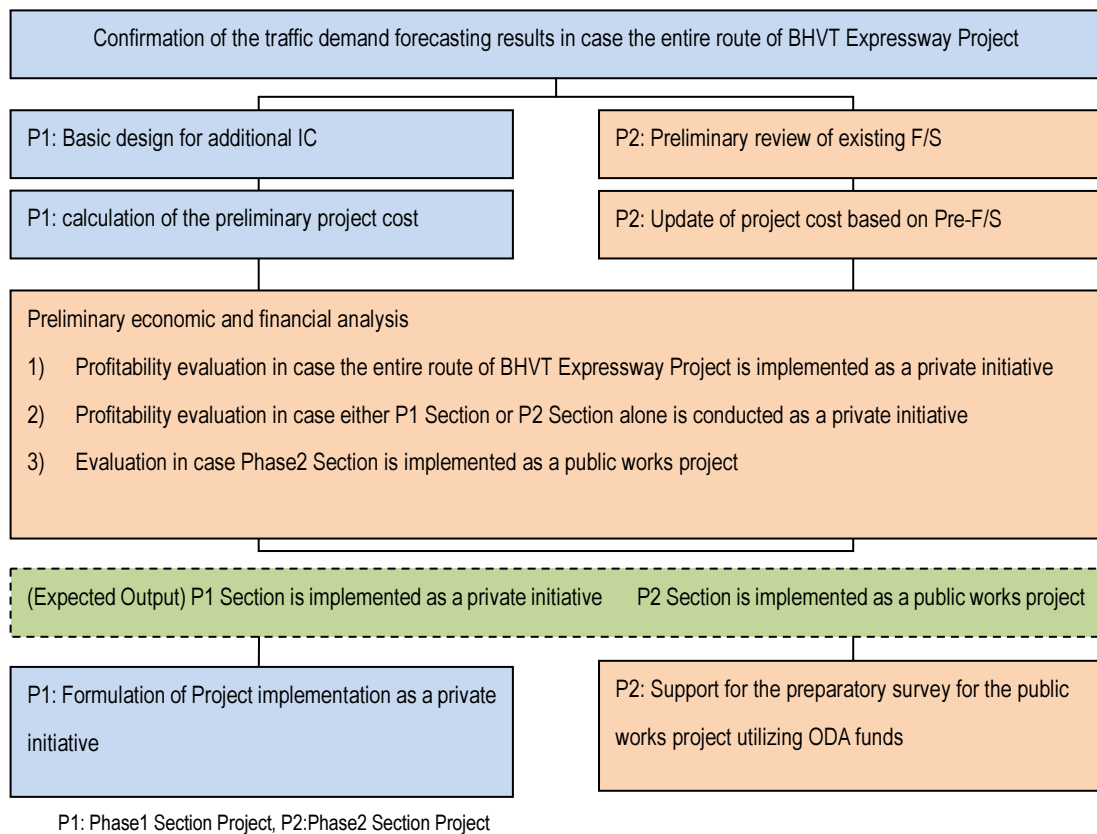 Confirmation of the traffic demand forecasting results in case the entire route of BHVT Expressway Project
P1: Basic design for additional IC
P2: Preliminary review of existing F/S
P1: calculation of the preliminary project cost
P2: Update of project cost based on Pre-F/S
Preliminary economic and financial analysis
1) Profitability evaluation in case the entire route of BHVT Expressway Project is implemented as a private initiative
2) Profitability evaluation in case either P1 Section or P2 Section alone is conducted as a private initiative
3) Evaluation in case Phase2 Section is implemented as a public works project
(Expected Output) P1 Section is implemented as a private initiative P2 Section is implemented as a public works project
P1: Formulation of Project implementation as a private
initiative
P2: Support for the preparatory survey for the public
works project utilizing ODA funds
P1: Phase1 Section Project, P2:Phase2 Section Project